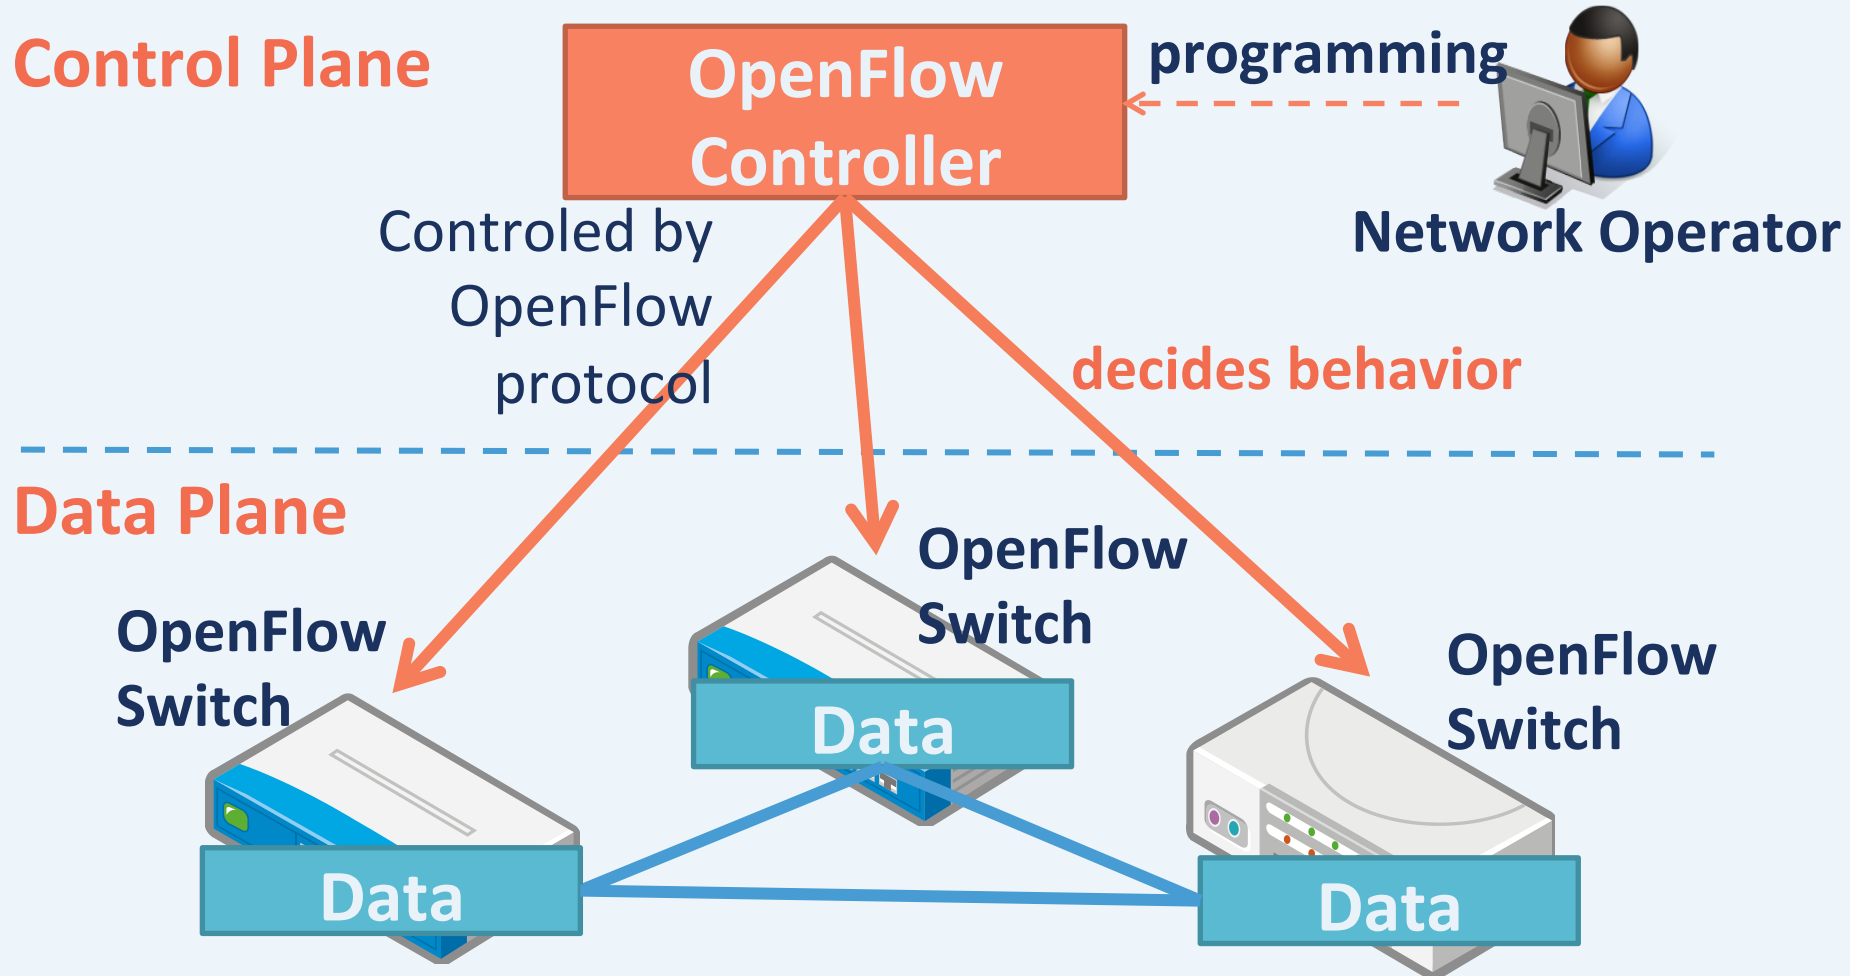 Control Plane
OpenFlow
Controller
programming
Network Operator
Controled by
OpenFlow
protocol
decides behavior
Data Plane
OpenFlow
Switch
OpenFlow
Switch
OpenFlow
Switch
Data
Data
Data